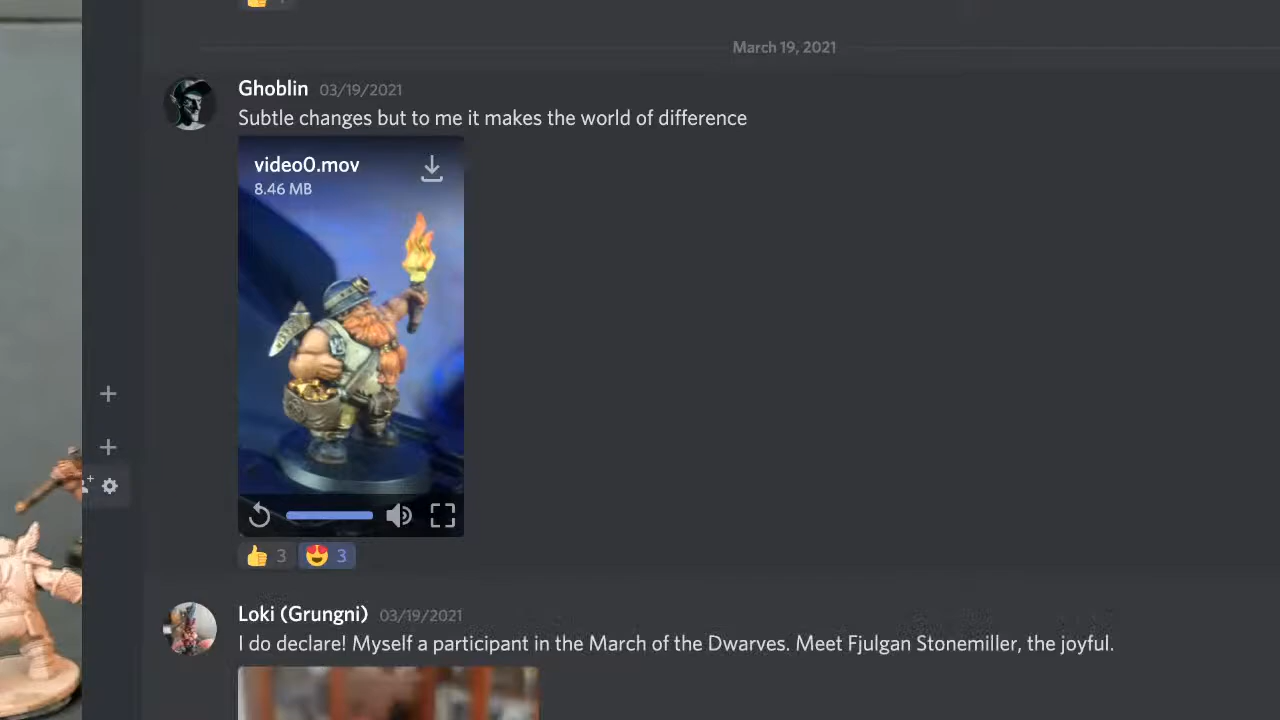 March 19, 2021
Ghoblin 03/19/2021
Subtle changes but to me it makes the world of difference
video0.mov
8.46 MB
3 3
Loki (Grungni) 03/19/2021
I do declare! Myself a participant in the March of the Dwarves. Meet Fjulgan Stonemiller, the joyful.